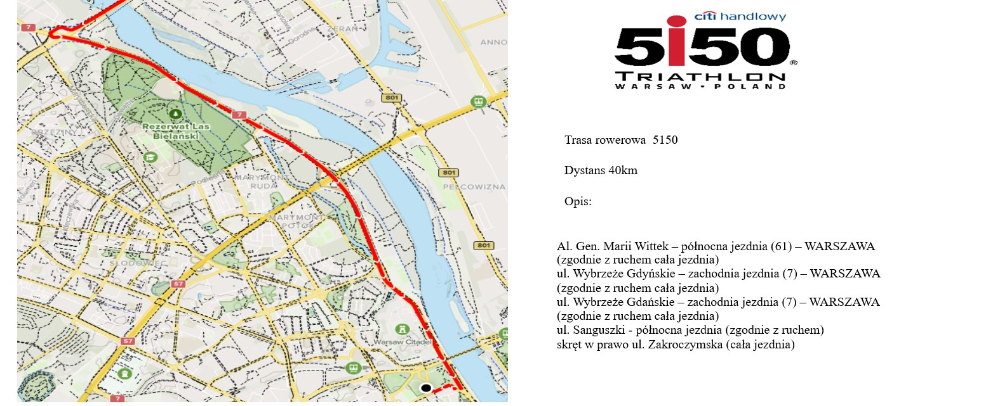 7
ŻERAŃ
Dorodna
ANNO
801
7
Rezerwat Las
Bielański
BRZEZINY
Podleśna
801
MARYMONT
RUDA
PELCOWIZNA
Kleczewska
MARYMONT
POTOK
801
SŁODOWIEC
S7
S7
Warsaw Citadel
7
citi handlowy
5i50®
TRIATHLON
WARSAW • POLAND
Trasa rowerowa 5150
Dystans 40km
Opis:
Al. Gen. Marii Wittek – północna jezdnia (61) – WARSZAWA
(zgodnie z ruchem cała jezdnia)
ul. Wybrzeże Gdyńskie – zachodnia jezdnia (7) – WARSZAWA
(zgodnie z ruchem cała jezdnia)
ul. Wybrzeże Gdańskie – zachodnia jezdnia (7) – WARSZAWA
(zgodnie z ruchem cała jezdnia)
ul. Sanguszki - północna jezdnia (zgodnie z ruchem)
skręt w prawo ul. Zakroczymska (cała jezdnia)